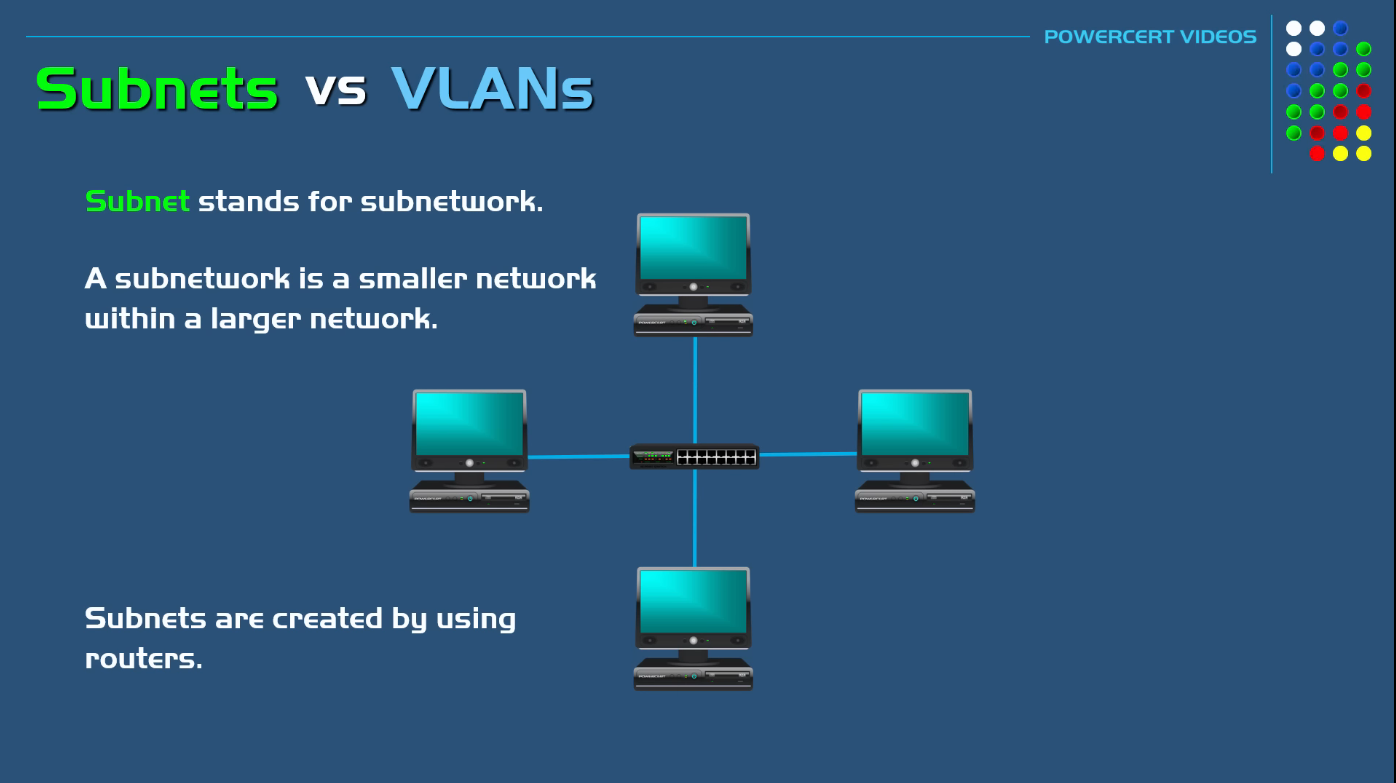 POWERCERT VIDEOS
Subnets vs VLANs
Subnet stands for subnetwork.
A subnetwork is a smaller network
within a larger network.
Subnets are created by using
routers.